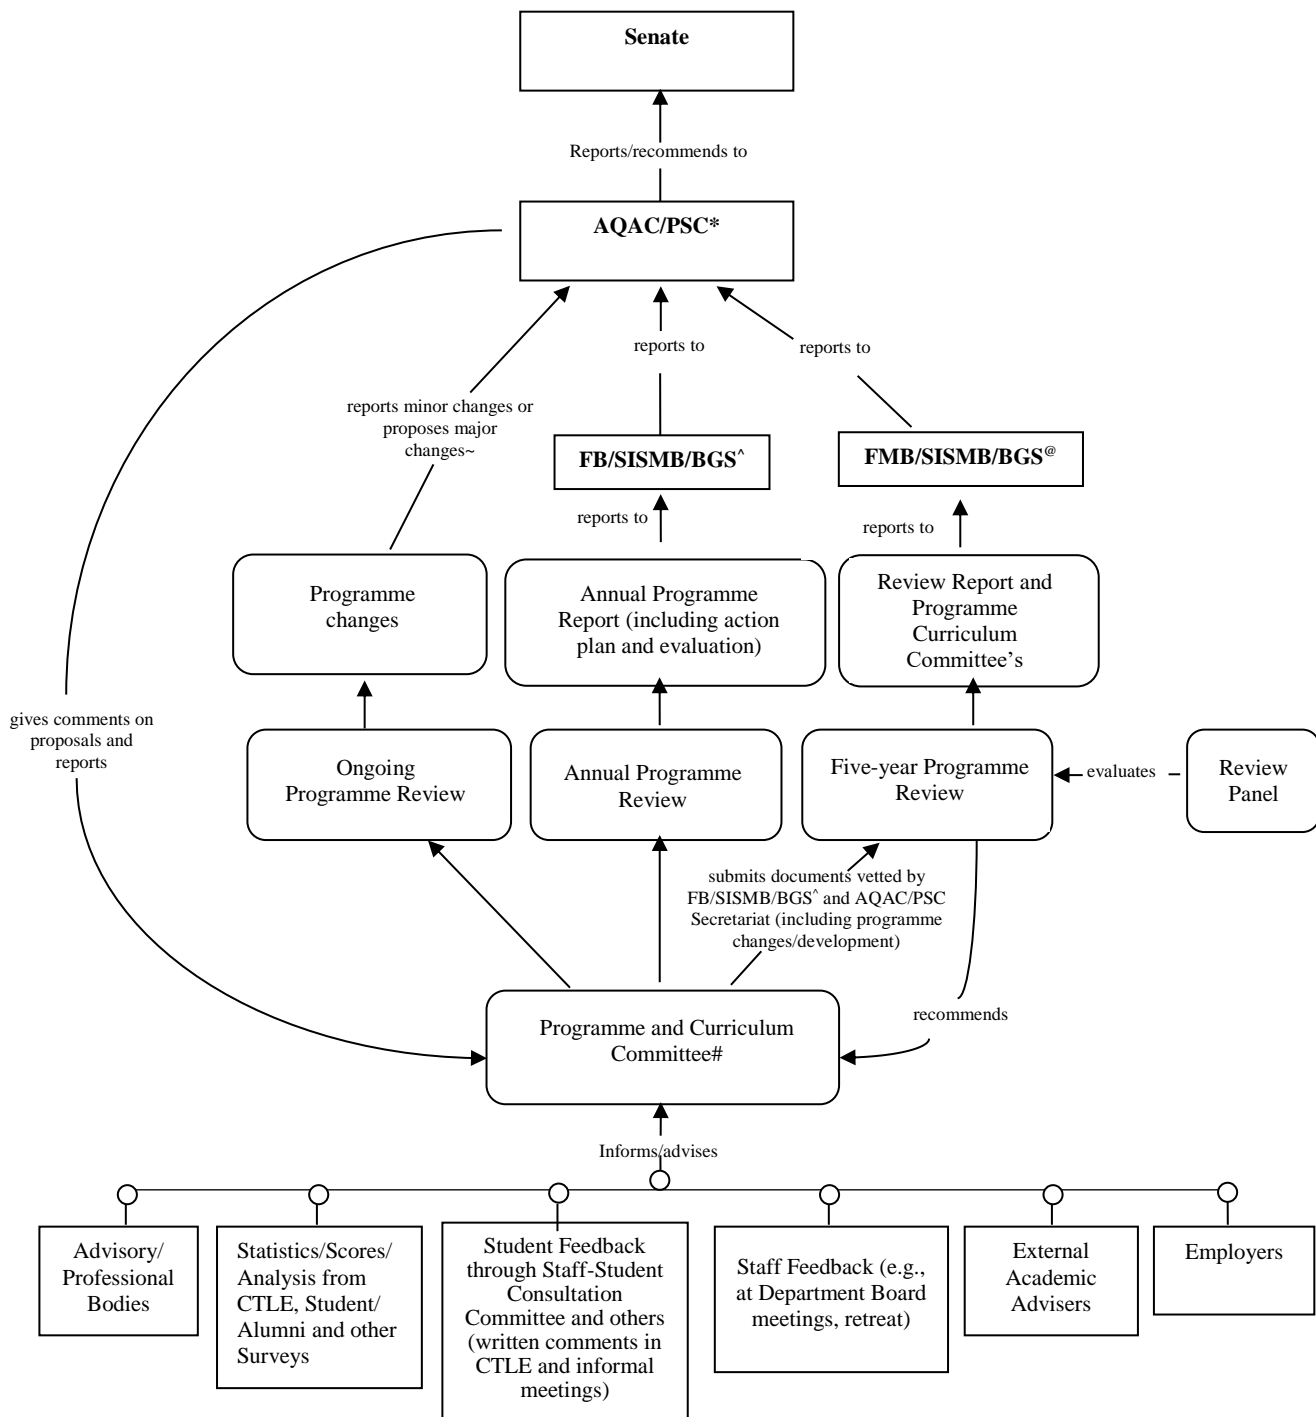 Senate
Reports/recommends to
AQAC/PSC*
reports to
reports to
reports minor changes or
proposes major
changes~
FB/SISMB/BGS^
FMB/SISMB/BGS@
reports to
reports to
Programme
changes
Annual Programme
Report (including action
plan and evaluation)
Review Report and
Programme
Curriculum
Committee's
gives comments on
proposals and
reports
Ongoing
Programme Review
Annual Programme
Review
Five-year Programme
Review
evaluates
Review
Panel
submits documents vetted by
FB/SISMB/BGS^ and AQAC/PSC
Secretariat (including programme
changes/development)
recommends
Programme and Curriculum
Committee#
Informs/advises
Advisory/
Professional
Bodies
Statistics/Scores/
Analysis from
CTLE, Student/
Alumni and other
Surveys
Student Feedback
through Staff-Student
Consultation
Committee and others
(written comments in
CTLE and informal
meetings)
Staff Feedback (e.g.,
at Department Board
meetings, retreat)
External
Academic
Advisers
Employers